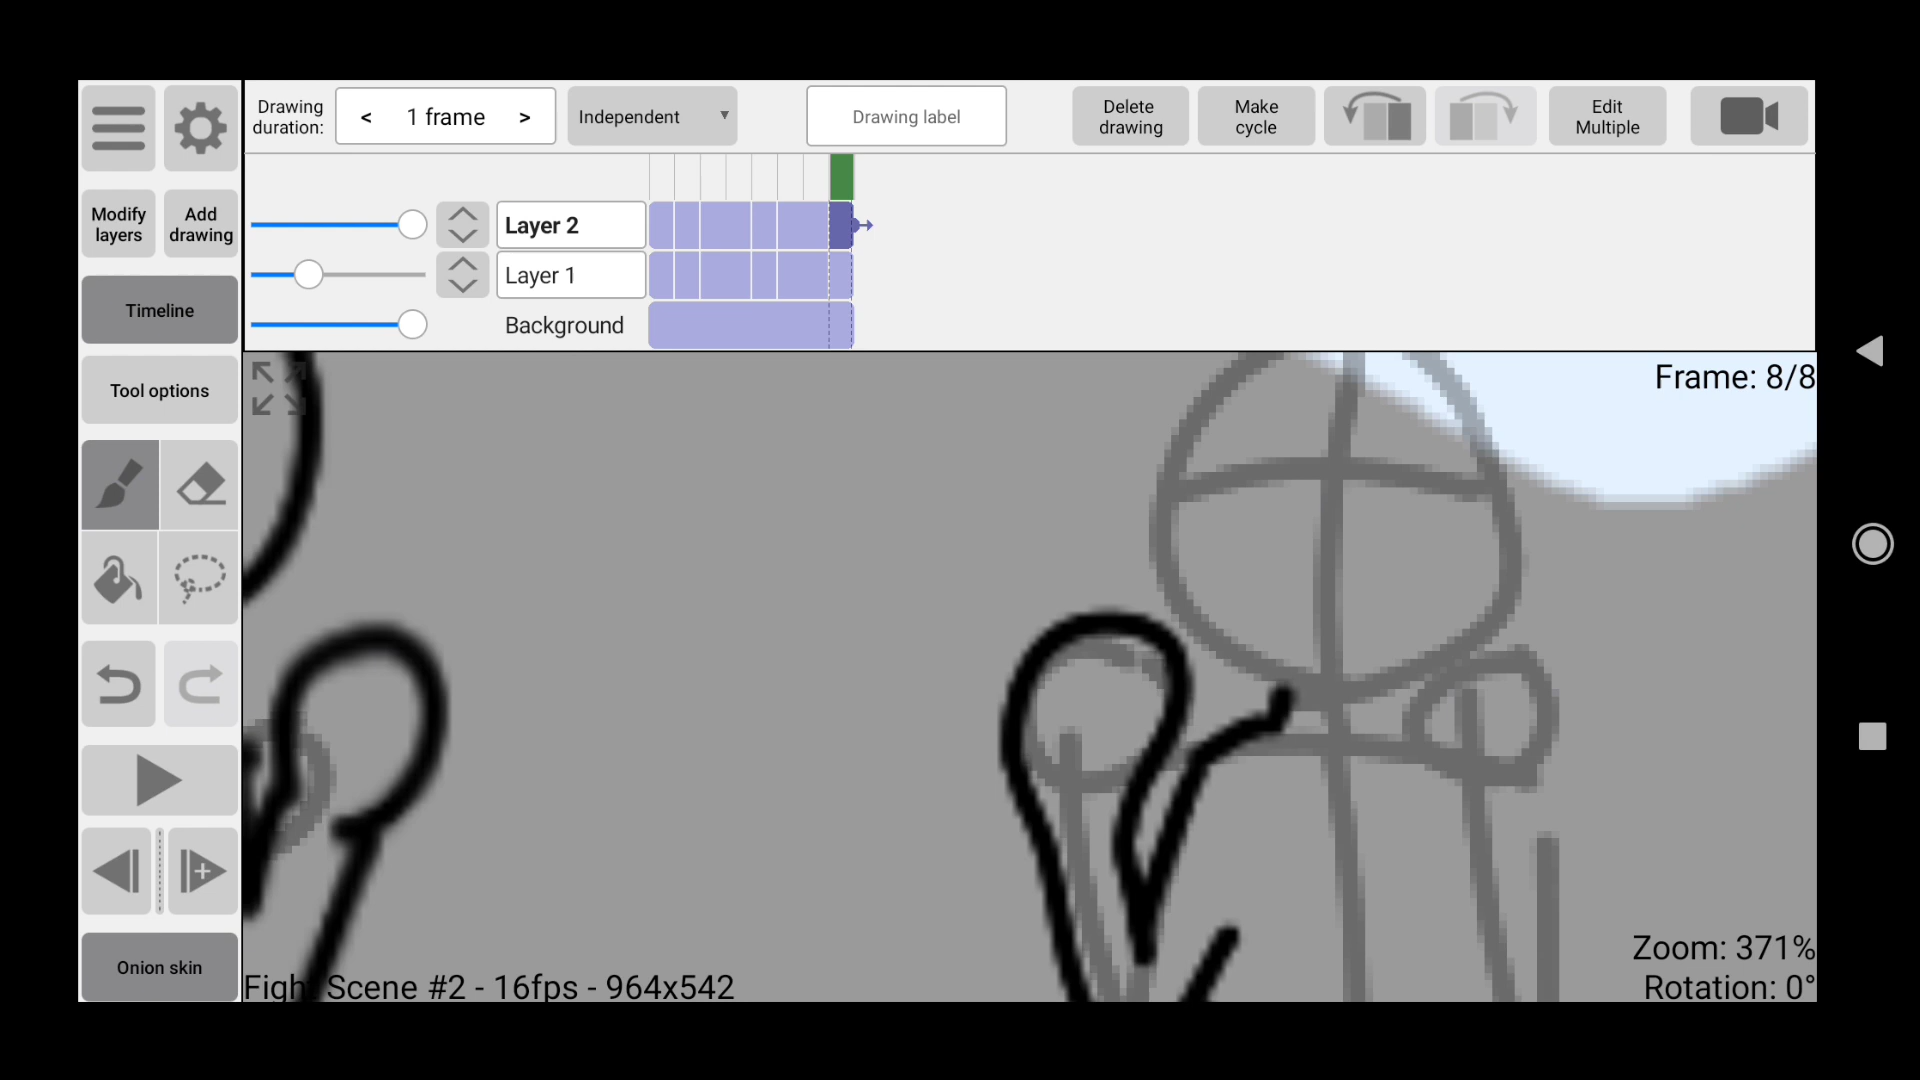 Drawing
duration:
< 1 frame >
Independent
Drawing label
Delete
drawing
Make
cycle
Edit
Multiple
Modify
layers
Add
drawing
Layer 2
Layer 1
Background
Timeline
Tool options
Frame: 8/8
Onion skin
Fight Scene #2 - 16fps - 964x542
Zoom: 371%
Rotation: 0°